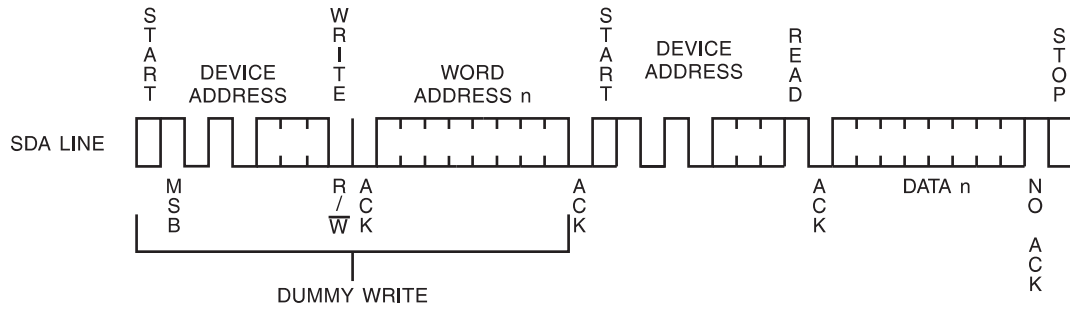 START
WRITE
START
READ
STOP
DEVICE
ADDRESS
WORD
ADDRESS n
DEVICE
ADDRESS
SDA LINE
MSB
R/W
ACK
ACK
ACK
DATA n
NO ACK
DUMMY WRITE